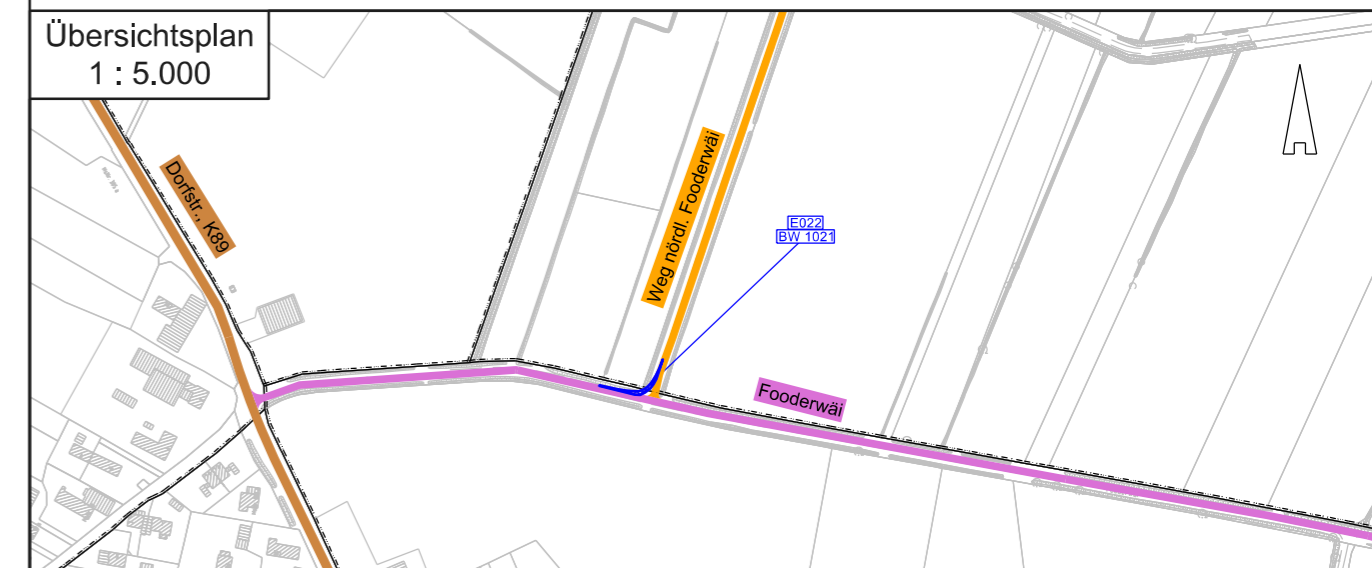 Übersichtsplan
1 : 5.000
Dorfstr., K89
Weg nördl. Fooderwäi
E022
BW 1021
Fooderwäi